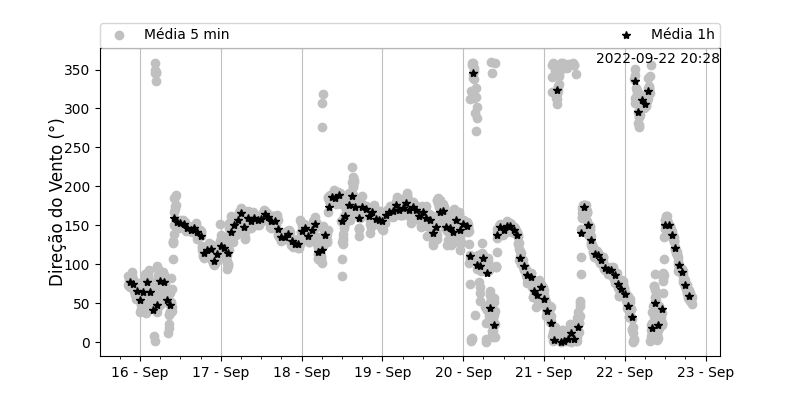 Média 5 min
Média 1h
2022-09-22 20:28
Direção do Vento (°)
350
300
250
200
150
100
50
0
16 - Sep
17 - Sep
18 - Sep
19 - Sep
20 - Sep
21 - Sep
22 - Sep
23 - Sep